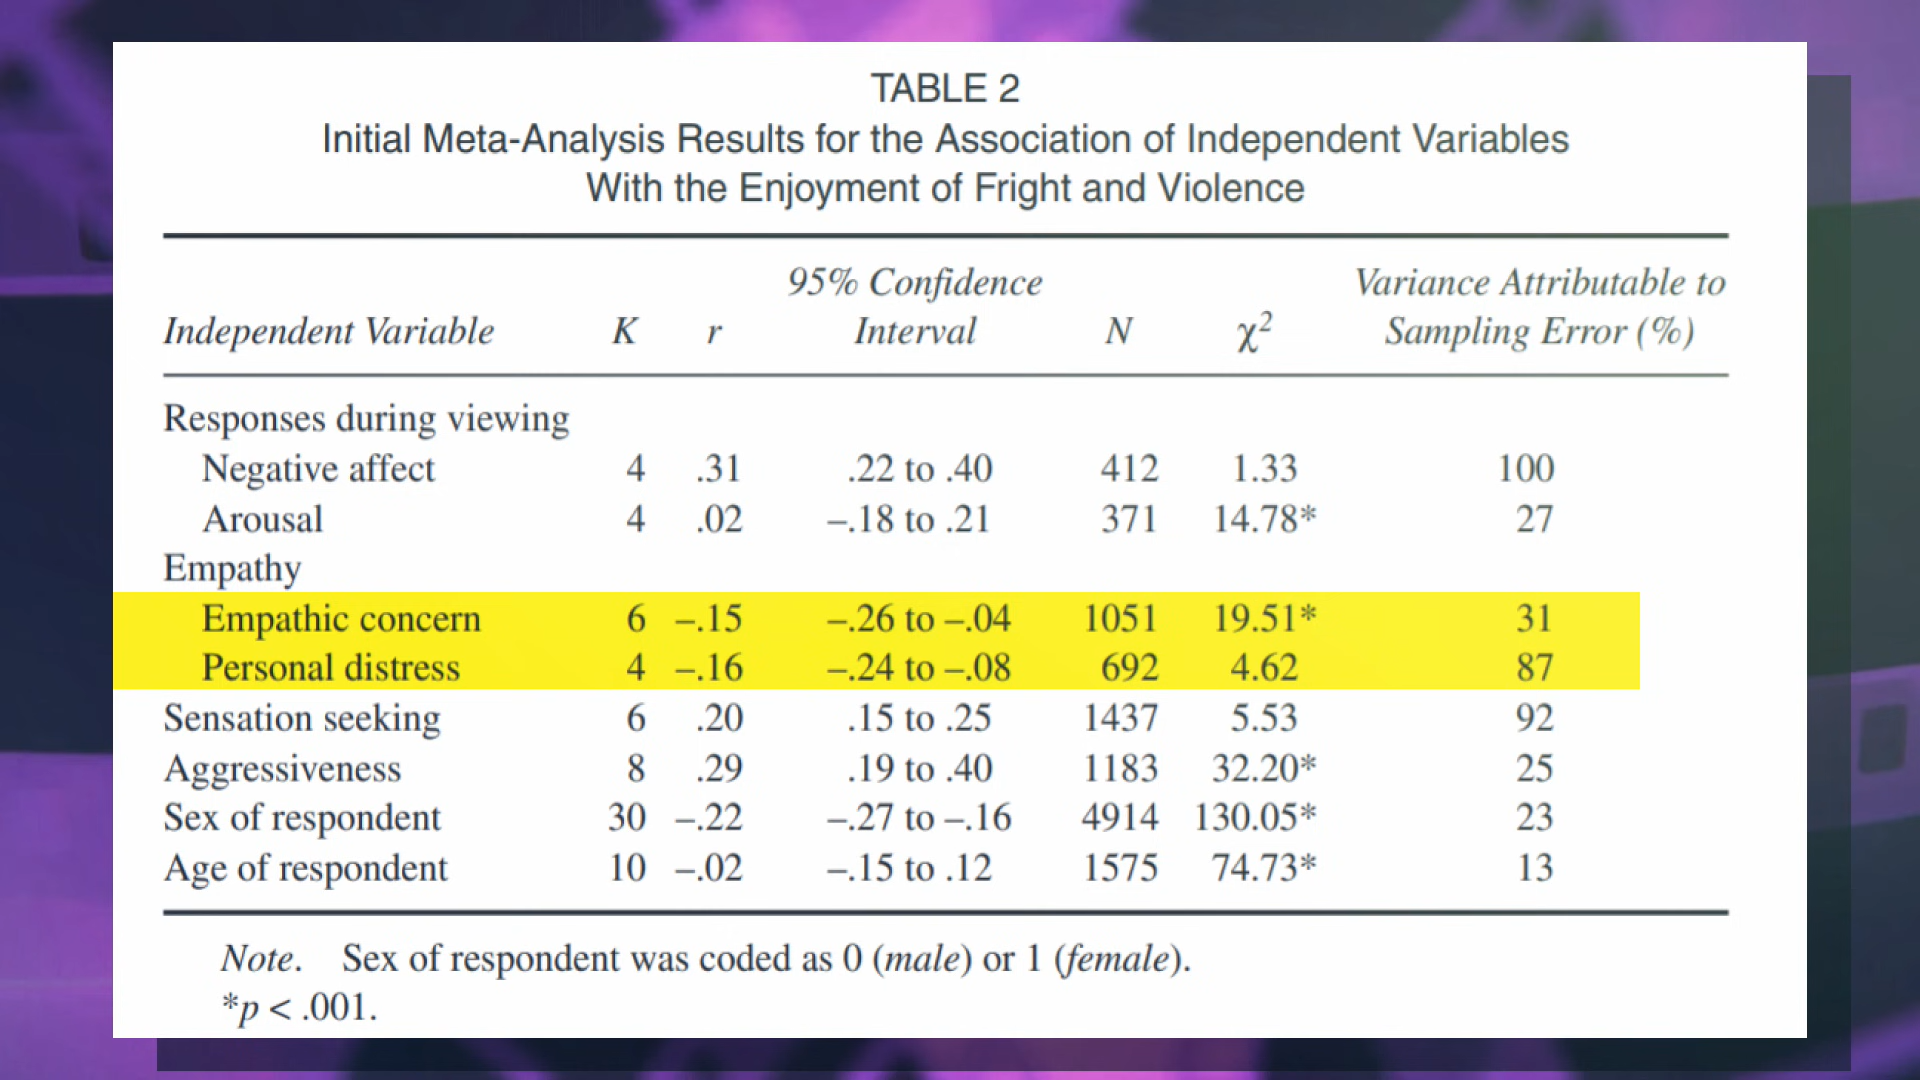 TABLE 2
Initial Meta-Analysis Results for the Association of Independent Variables
With the Enjoyment of Fright and Violence
95% Confidence Variance Attributable to
Independent Variable K r Interval N χ² Sampling Error (%)
Responses during viewing
Negative affect 4 .31 .22 to .40 412 1.33 100
Arousal 4 .02 –.18 to .21 371 14.78* 27
Empathy
Empathic concern 6 –.15 –.26 to –.04 1051 19.51* 31
Personal distress 4 –.16 –.24 to –.08 692 4.62 87
Sensation seeking 6 .20 .15 to .25 1437 5.53 92
Aggressiveness 8 .29 .19 to .40 1183 32.20* 25
Sex of respondent 30 –.22 –.27 to –.16 4914 130.05* 23
Age of respondent 10 –.02 –.15 to .12 1575 74.73* 13
Note. Sex of respondent was coded as 0 (male) or 1 (female).
*p < .001.